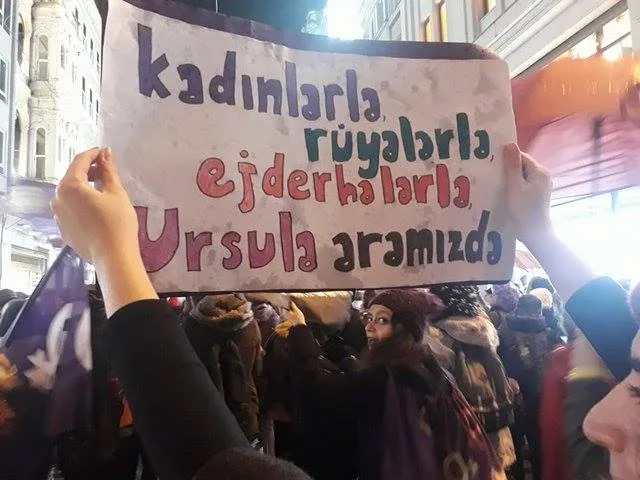 kadınlarla,
rüyalarla,
ejderhalarla,
Ursula aramızda